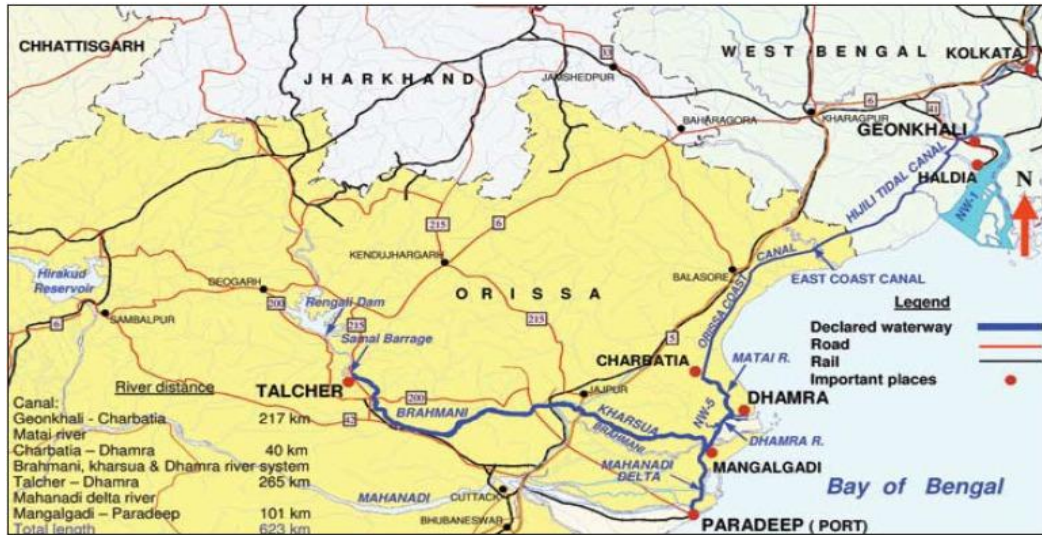 CHHATTISGARH
JHARKHAND
33
JAMSHEDPUR
WEST BENGAL
KOLKATA
BAHARAGORA
6
KHARAGPUR
41
GEONKHALI
HALDIA
HIJILI TIDAL CANAL
NW-1
N
215
6
KENDUJHARGARH
BALASORE
CANAL
EAST COAST CANAL
Hirakud
Reservoir
DEOGARH
200
Rengali Dam
ORISSA
ORISSA COAST
SAMBALPUR
6
215
Samal Barrage
215
5
Legend
Declared waterway
Road
Rail
Important places
CHARBATIA
MATAI R.
TALCHER
JAJPUR
DHAMRA
200
BRAHMANI
KHARSUA
NW-5
42
BRAHMANI
DHAMRA R.
MANGALGADI
MAHANADI
DELTA
MAHANADI
CUTTACK
Bay of Bengal
BHUBANESWAR
PARADEEP (PORT)
River distance
Canal:
Geonkhali - Charbatia 217 km
Matai river
Charbatia – Dhamra 40 km
Brahmani, kharsua & Dhamra river system
Talcher – Dhamra 265 km
Mahanadi delta river
Mangalgadi – Paradeep 101 km
Total length 623 km